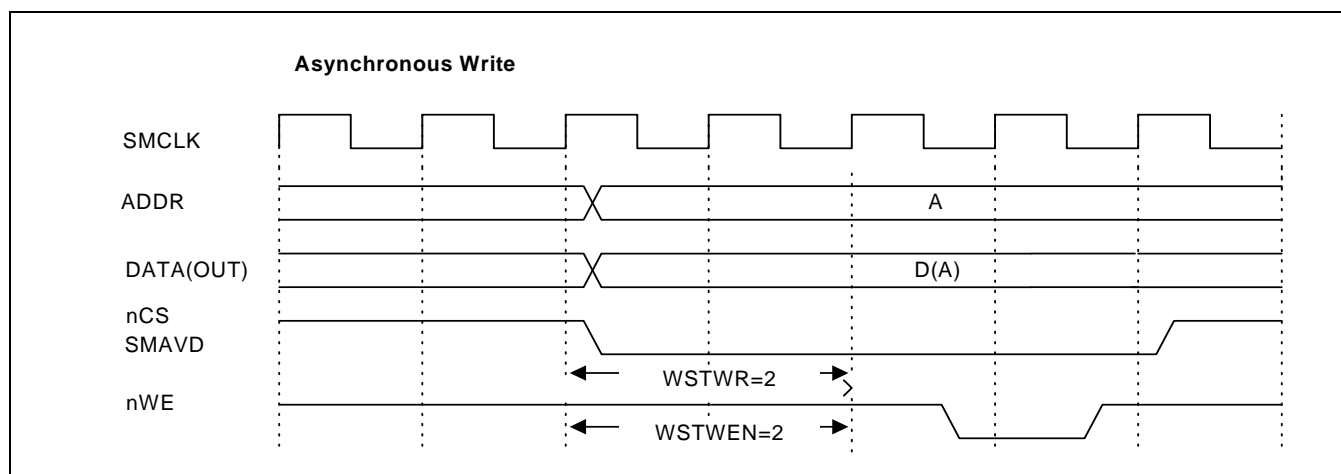 Asynchronous Write
SMCLK
ADDR
A
DATA(OUT)
D(A)
nCS
SMAVD
WSTWR=2
nWE
WSTWEN=2